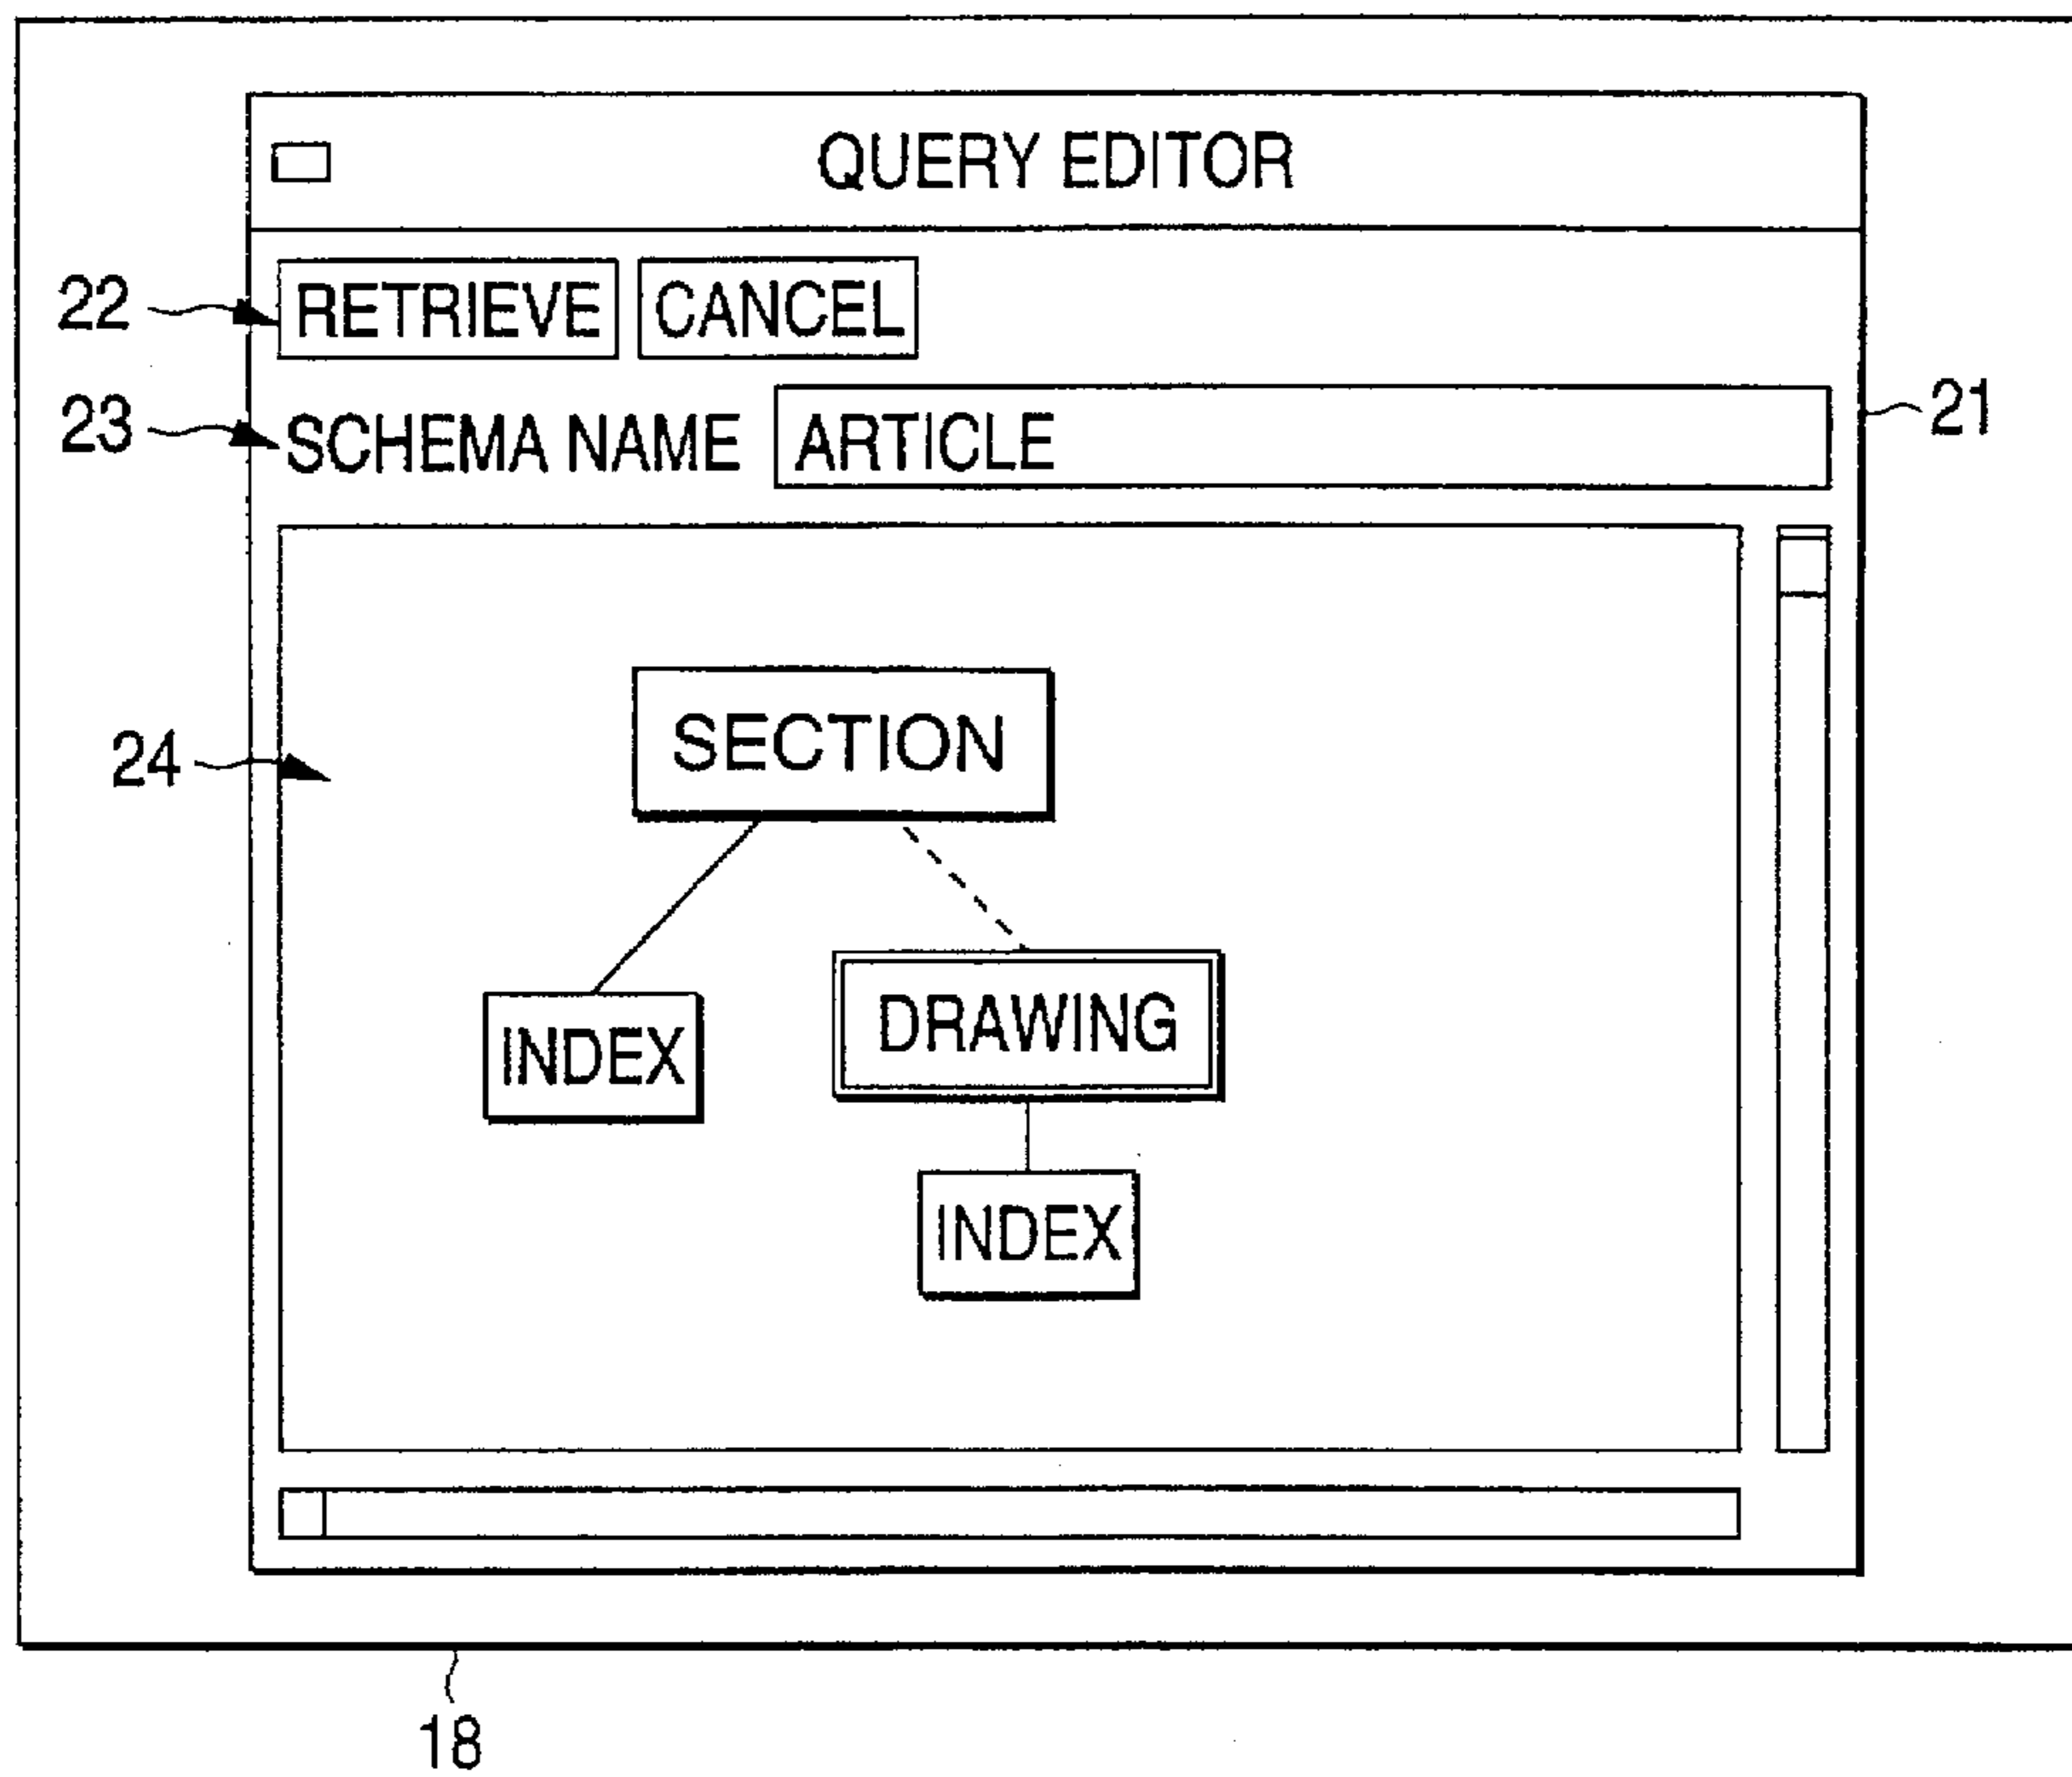 QUERY EDITOR
22
RETRIEVE CANCEL
23
SCHEMA NAME ARTICLE
21
24
SECTION
INDEX
DRAWING
INDEX
18